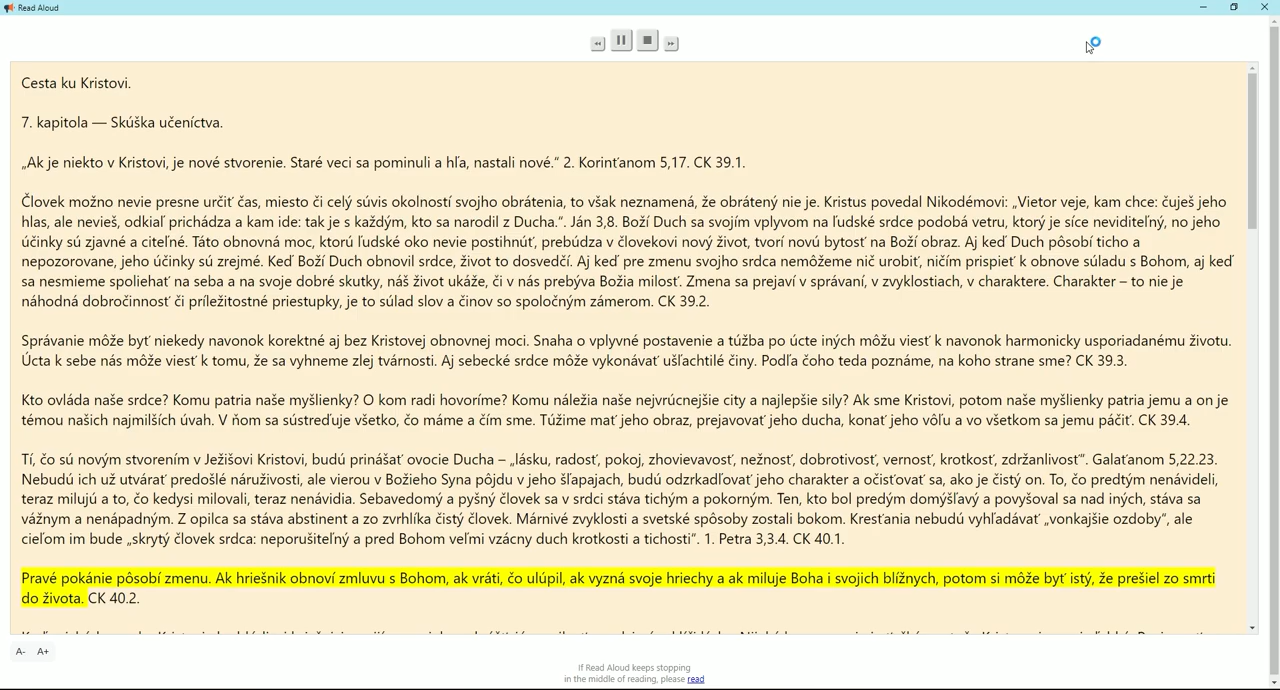 Read Aloud
Cesta ku Kristovi.
7. kapitola — Skúška učeníctva.
„Ak je niekto v Kristovi, je nové stvorenie. Staré veci sa pominuli a hľa, nastali nové.“ 2. Korinťanom 5,17. CK 39.1.
Človek možno nevie presne určiť čas, miesto či celý súvis okolností svojho obrátenia, to však neznamená, že obrátený nie je. Kristus povedal Nikodémovi: „Vietor veje, kam chce: čuješ jeho
hlas, ale nevieš, odkiaľ prichádza a kam ide: tak je s každým, kto sa narodil z Ducha.“. Ján 3,8. Boží Duch sa svojím vplyvom na ľudské srdce podobá vetru, ktorý je síce neviditeľný, no jeho
účinky sú zjavné a citeľné. Táto obnovná moc, ktorú ľudské oko nevie postihnúť, prebúdza v človekovi nový život, tvorí novú bytosť na Boží obraz. Aj keď Duch pôsobí ticho a
nepozorovane, jeho účinky sú zrejmé. Keď Boží Duch obnovil srdce, život to dosvedčí. Aj keď pre zmenu svojho srdca nemôžeme nič urobiť, ničím prispieť k obnove súladu s Bohom, aj keď
sa nesmieme spoliehať na seba a na svoje dobré skutky, náš život ukáže, či v nás prebýva Božia milosť. Zmena sa prejaví v správaní, v zvyklostiach, v charaktere. Charakter – to nie je
náhodná dobročinnosť či príležitostné priestupky, je to súlad slov a činov so spoločným zámerom. CK 39.2.
Správanie môže byť niekedy navonok korektné aj bez Kristovej obnovnej moci. Snaha o vplyvné postavenie a túžba po úcte iných môžu viesť k navonok harmonicky usporiadanému životu.
Úcta k sebe nás môže viesť k tomu, že sa vyhneme zlej tvárnosti. Aj sebecké srdce môže vykonávať ušľachtilé činy. Podľa čoho teda poznáme, na koho strane sme? CK 39.3.
Kto ovláda naše srdce? Komu patria naše myšlienky? O kom radi hovoríme? Komu náležia naše nejvrúcnejšie city a najlepšie sily? Ak sme Kristovi, potom naše myšlienky patria jemu a on je
témou našich najmilších úvah. V ňom sa sústreďuje všetko, čo máme a čím sme. Túžime mať jeho obraz, prejavovať jeho ducha, konať jeho vôľu a vo všetkom sa jemu páčiť. CK 39.4.
Tí, čo sú novým stvorením v Ježišovi Kristovi, budú prinášať ovocie Ducha – „lásku, radosť, pokoj, zhovievavosť, nežnosť, dobrotivosť, vernosť, krotkosť, zdržanlivosť“. Galaťanom 5,22.23.
Nebudú ich už utvárať predošlé náruživosti, ale vierou v Božieho Syna pôjdu v jeho šľapajach, budú odzrkadľovať jeho charakter a očisťovať sa, ako je čistý on. To, čo predtým nenávideli,
teraz milujú a to, čo kedysi milovali, teraz nenávidia. Sebavedomý a pyšný človek sa v srdci stáva tichým a pokorným. Ten, kto bol predým domýšľavý a povyšoval sa nad iných, stáva sa
vážnym a nenápadným. Z opilca sa stáva abstinent a zo zvrhlíka čistý človek. Márnivé zvyklosti a svetské spôsoby zostali bokom. Kresťania nebudú vyhľadávať „vonkajšie ozdoby“, ale
cieľom im bude „skrytý človek srdca: neporušiteľný a pred Bohom veľmi vzácny duch krotkosti a tichosti“. 1. Petra 3,3.4. CK 40.1.
Pravé pokánie pôsobí zmenu. Ak hriešnik obnoví zmluvu s Bohom, ak vráti, čo ulúpil, ak vyzná svoje hriechy a ak miluje Boha i svojich blížnych, potom si môže byť istý, že prešiel zo smrti
do života. CK 40.2.
A- A+
If Read Aloud keeps stopping
in the middle of reading, please read